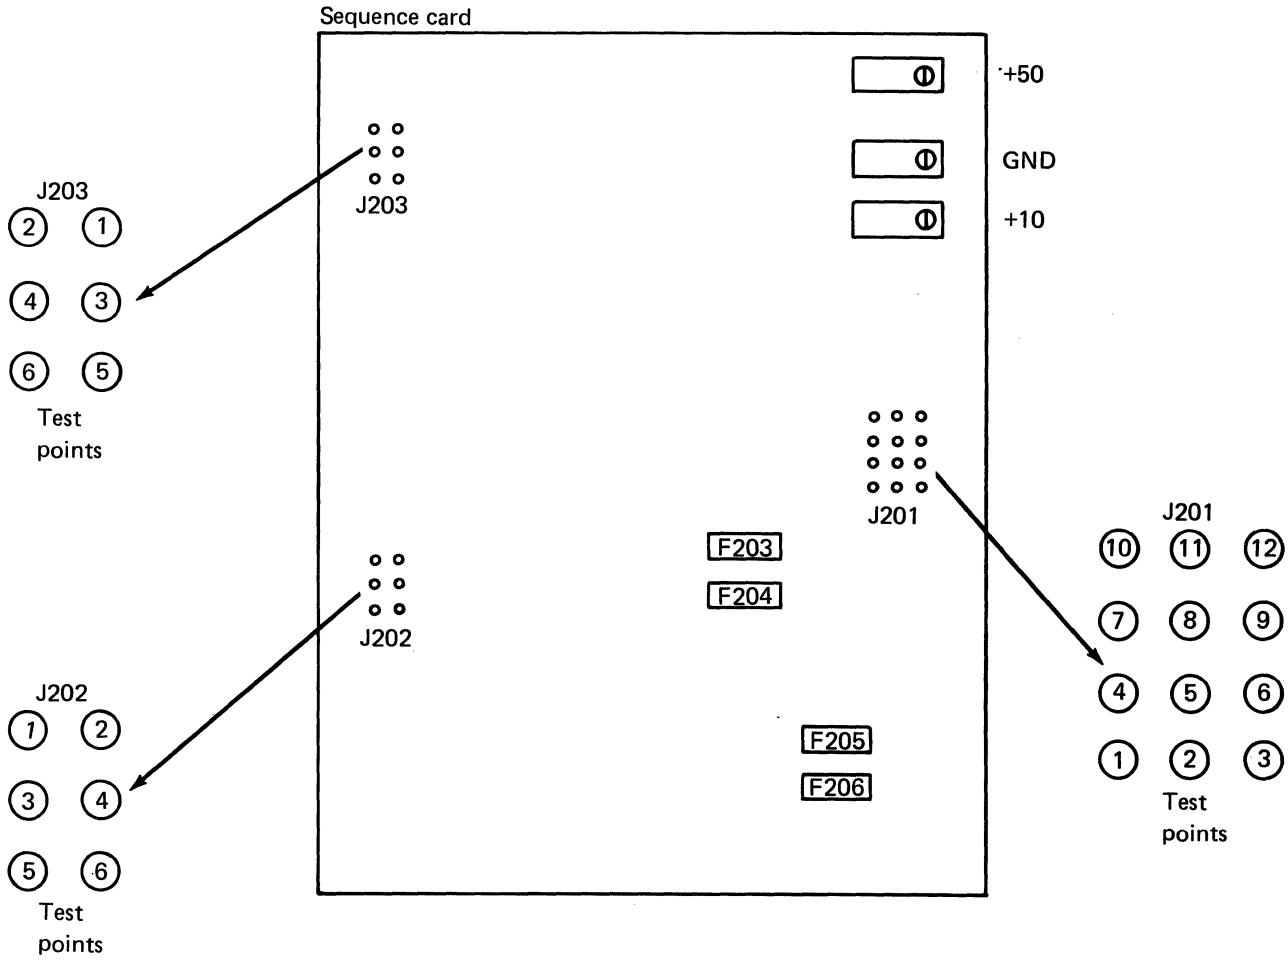 Sequence card
+50
GND
+10
J203
J203
2 1
4 3
6 5
Test
points
J201
F203
F204
J202
F205
F206
J202
1 2
3 4
5 6
Test
points
J201
10 11 12
7 8 9
4 5 6
1 2 3
Test
points